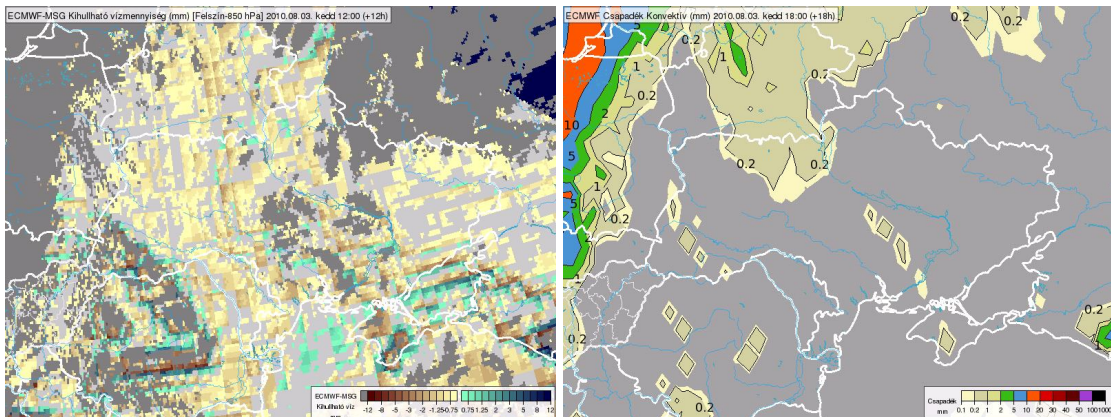 ECMWF-MSG Kihullható vízmennyiség (mm) [Felszín-850 hPa] 2010.08.03. kedd 12:00 (+12h)
ECMWF-MSG
Kihullható víz
-12 -8 -5 -3 -2 -1.25 0.75 0.75 1.25 2 3 5 8 12
ECMWF Csapadék Konvektív (mm) 2010.08.03. kedd 18:00 (+18h)
5 0.2 0.2
1 1
0.2
0.2
2
10
5 0.2 0.2
1
5
0.2
2
1
0.2
0.2
0.2
1
0.2
Csapadék
mm 0.1 0.2 1 2 5 10 20 30 40 50 100